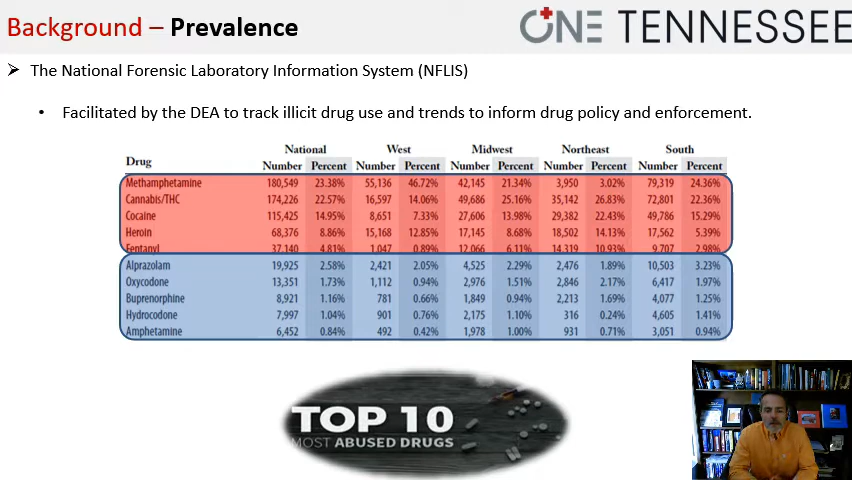 Background – Prevalence
ONE TENNESSEE
➢ The National Forensic Laboratory Information System (NFLIS)
• Facilitated by the DEA to track illicit drug use and trends to inform drug policy and enforcement.
National West Midwest Northeast South
Drug Number Percent Number Percent Number Percent Number Percent Number Percent
Methamphetamine 180,549 23.38% 55,136 46.72% 42,145 21.34% 3,950 3.02% 79,319 24.36%
Cannabis/THC 174,226 22.57% 16,597 14.06% 49,686 25.16% 35,142 26.83% 72,801 22.36%
Cocaine 115,425 14.95% 8,651 7.33% 27,606 13.98% 29,382 22.43% 49,786 15.29%
Heroin 68,376 8.86% 15,168 12.85% 17,145 8.68% 18,502 14.13% 17,562 5.39%
Fentanyl 37,140 4.81% 1,047 0.89% 12,066 6.11% 14,319 10.93% 9,707 2.98%
Alprazolam 19,925 2.58% 2,421 2.05% 4,525 2.29% 2,476 1.89% 10,503 3.23%
Oxycodone 13,351 1.73% 1,112 0.94% 2,976 1.51% 2,846 2.17% 6,417 1.97%
Buprenorphine 8,921 1.16% 781 0.66% 1,849 0.94% 2,213 1.69% 4,077 1.25%
Hydrocodone 7,997 1.04% 901 0.76% 2,175 1.10% 316 0.24% 4,605 1.41%
Amphetamine 6,452 0.84% 492 0.42% 1,978 1.00% 931 0.71% 3,051 0.94%
TOP 10
MOST ABUSED DRUGS